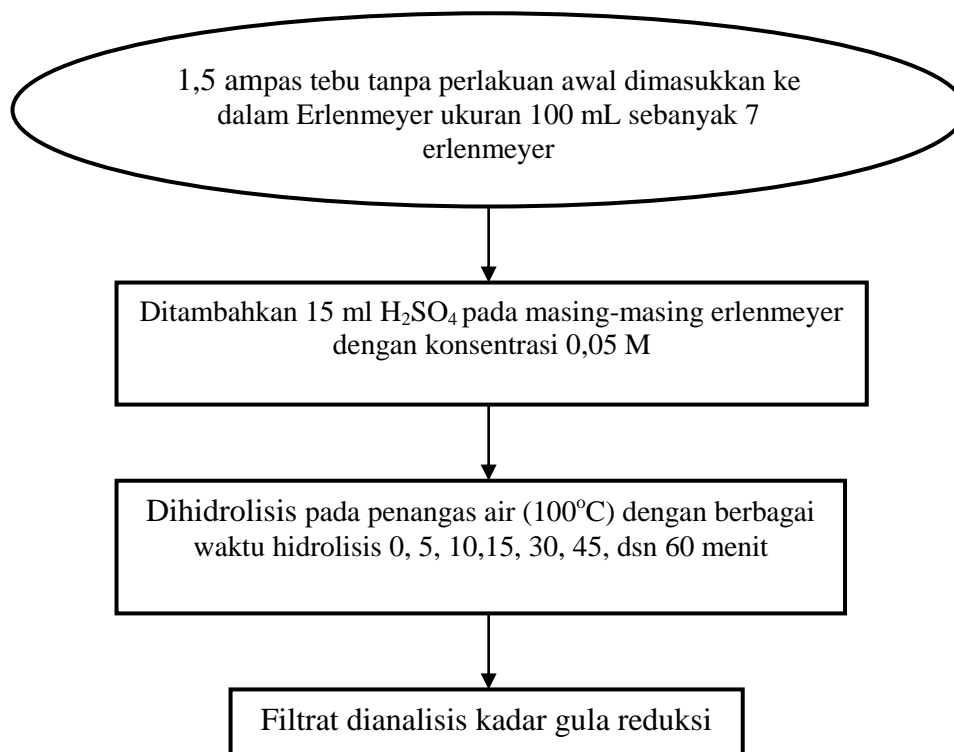 1,5 ampas tebu tanpa perlakuan awal dimasukkan ke
dalam Erlenmeyer ukuran 100 mL sebanyak 7
erlenmeyer
Ditambahkan 15 ml H₂SO₄ pada masing-masing erlenmeyer
dengan konsentrasi 0,05 M
Dihidrolisis pada penangas air (100°C) dengan berbagai
waktu hidrolisis 0, 5, 10,15, 30, 45, dsn 60 menit
Filtrat dianalisis kadar gula reduksi